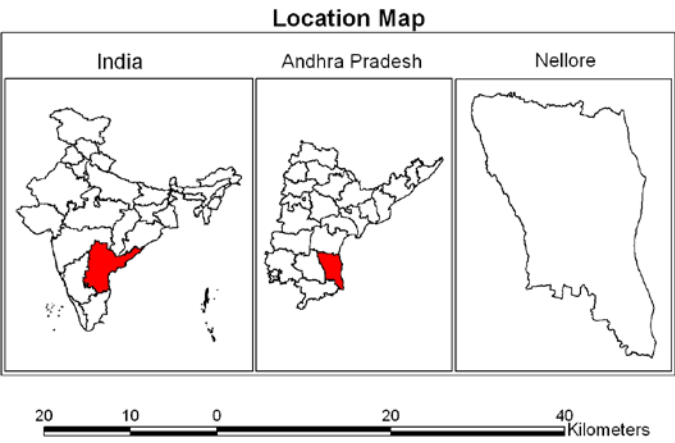 Location Map
India
Andhra Pradesh
Nellore
20 10 0 20 40
Kilometers